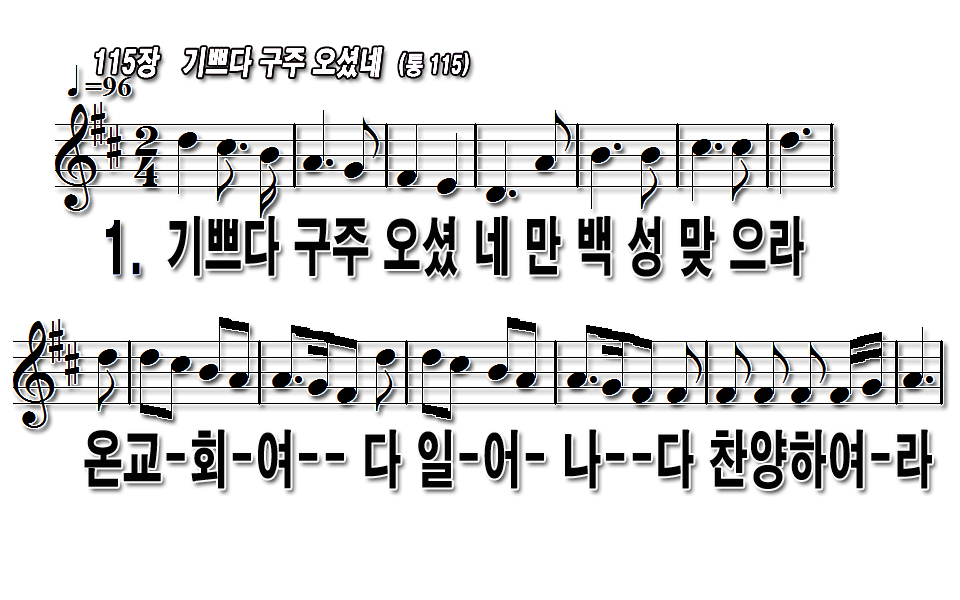 115장 기쁘다 구주 오셨네 (통 115)
♩=96
2
4
1. 기쁘다 구주 오셨 네 만 백 성 맞 으라
온교-회-여-- 다 일-어- 나--다 찬양하여-라